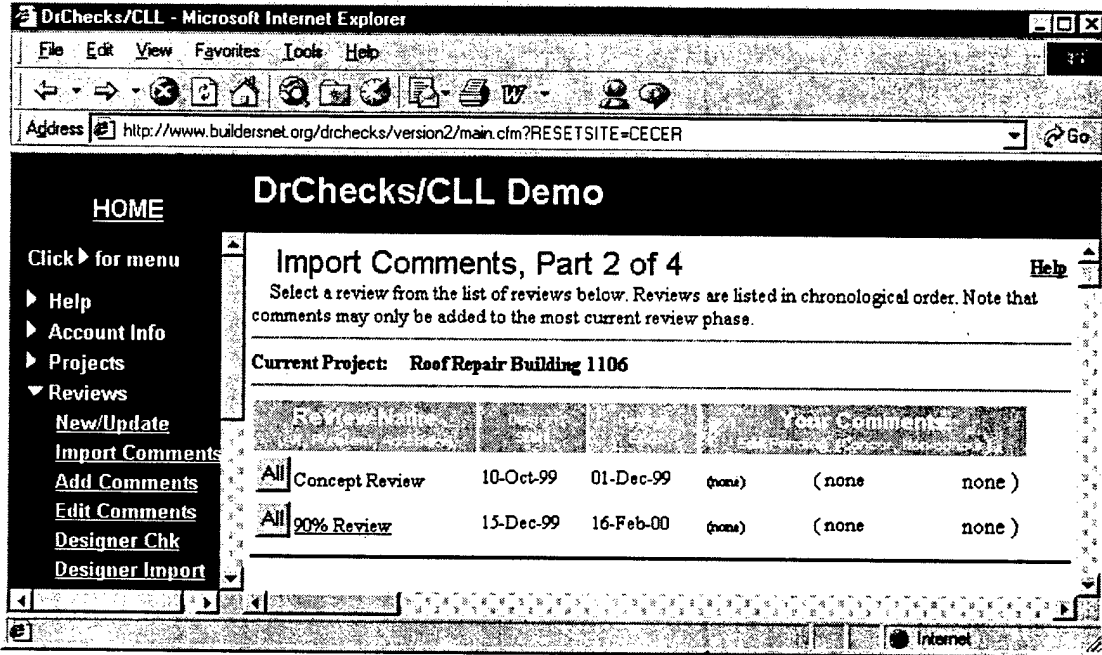 DrChecks/CLL - Microsoft Internet Explorer
File Edit View Favorites Tools Help
Address http://www.buildersnet.org/drchecks/version2/main.cfm?RESETSITE=CECER Go
DrChecks/CLL Demo
HOME
Click for menu
Help
Account Info
Projects
Reviews
New/Update
Import Comments
Add Comments
Edit Comments
Designer Chk
Designer Import
Import Comments, Part 2 of 4
Help
Select a review from the list of reviews below. Reviews are listed in chronological order. Note that
comments may only be added to the most current review phase.
Current Project: Roof Repair Building 1106
Review Name Your Comments
All Concept Review 10-Oct-99 01-Dec-99 (none) (none none)
All 90% Review 15-Dec-99 16-Feb-00 (none) (none none)
Internet